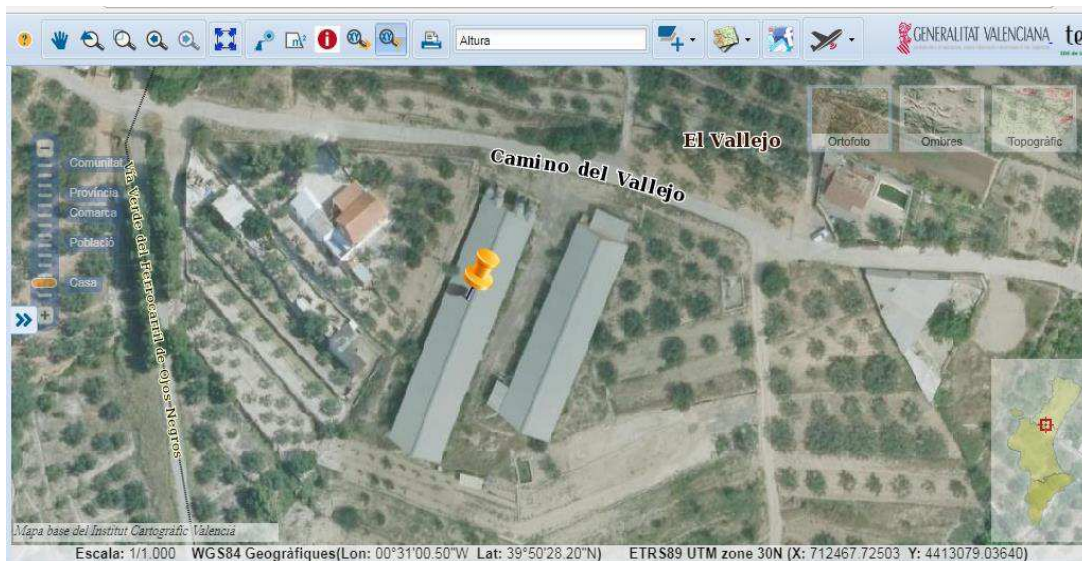 Altura
GENERALITAT VALENCIANA
El Vallejo
Camino del Vallejo
Ortofoto
Ombres
Topogràfic
Comunitat
Província
Comarca
Població
Casa
Via Verde del Ferrocarril de Ojos Negros
Mapa base del Institut Cartogràfic Valencià
Escala: 1/1.000 WGS84 Geogràfiques(Lon: 00°31'00.50"W Lat: 39°50'28.20"N) ETRS89 UTM zone 30N (X: 712467.72503 Y: 4413079.03640)